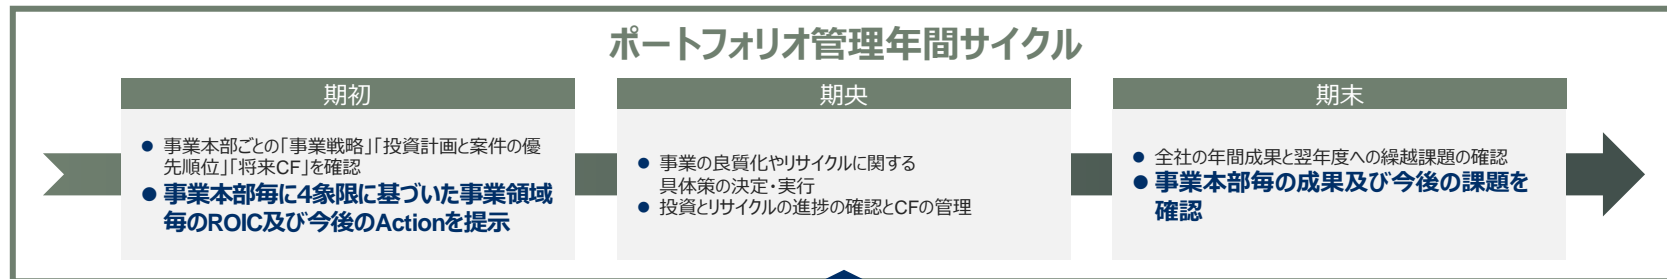 ポートフォリオ管理年間サイクル
期初
● 事業本部ごとの「事業戦略」「投資計画と案件の優
先順位」「将来CF」を確認
● 事業本部毎に4象限に基づいた事業領域
毎のROIC及び今後のActionを提示
期央
● 事業の良質化やリサイクルに関する
具体策の決定・実行
● 投資とリサイクルの進捗の確認とCFの管理
期末
● 全社の年間成果と翌年度への繰越課題の確認
● 事業本部毎の成果及び今後の課題を
確認